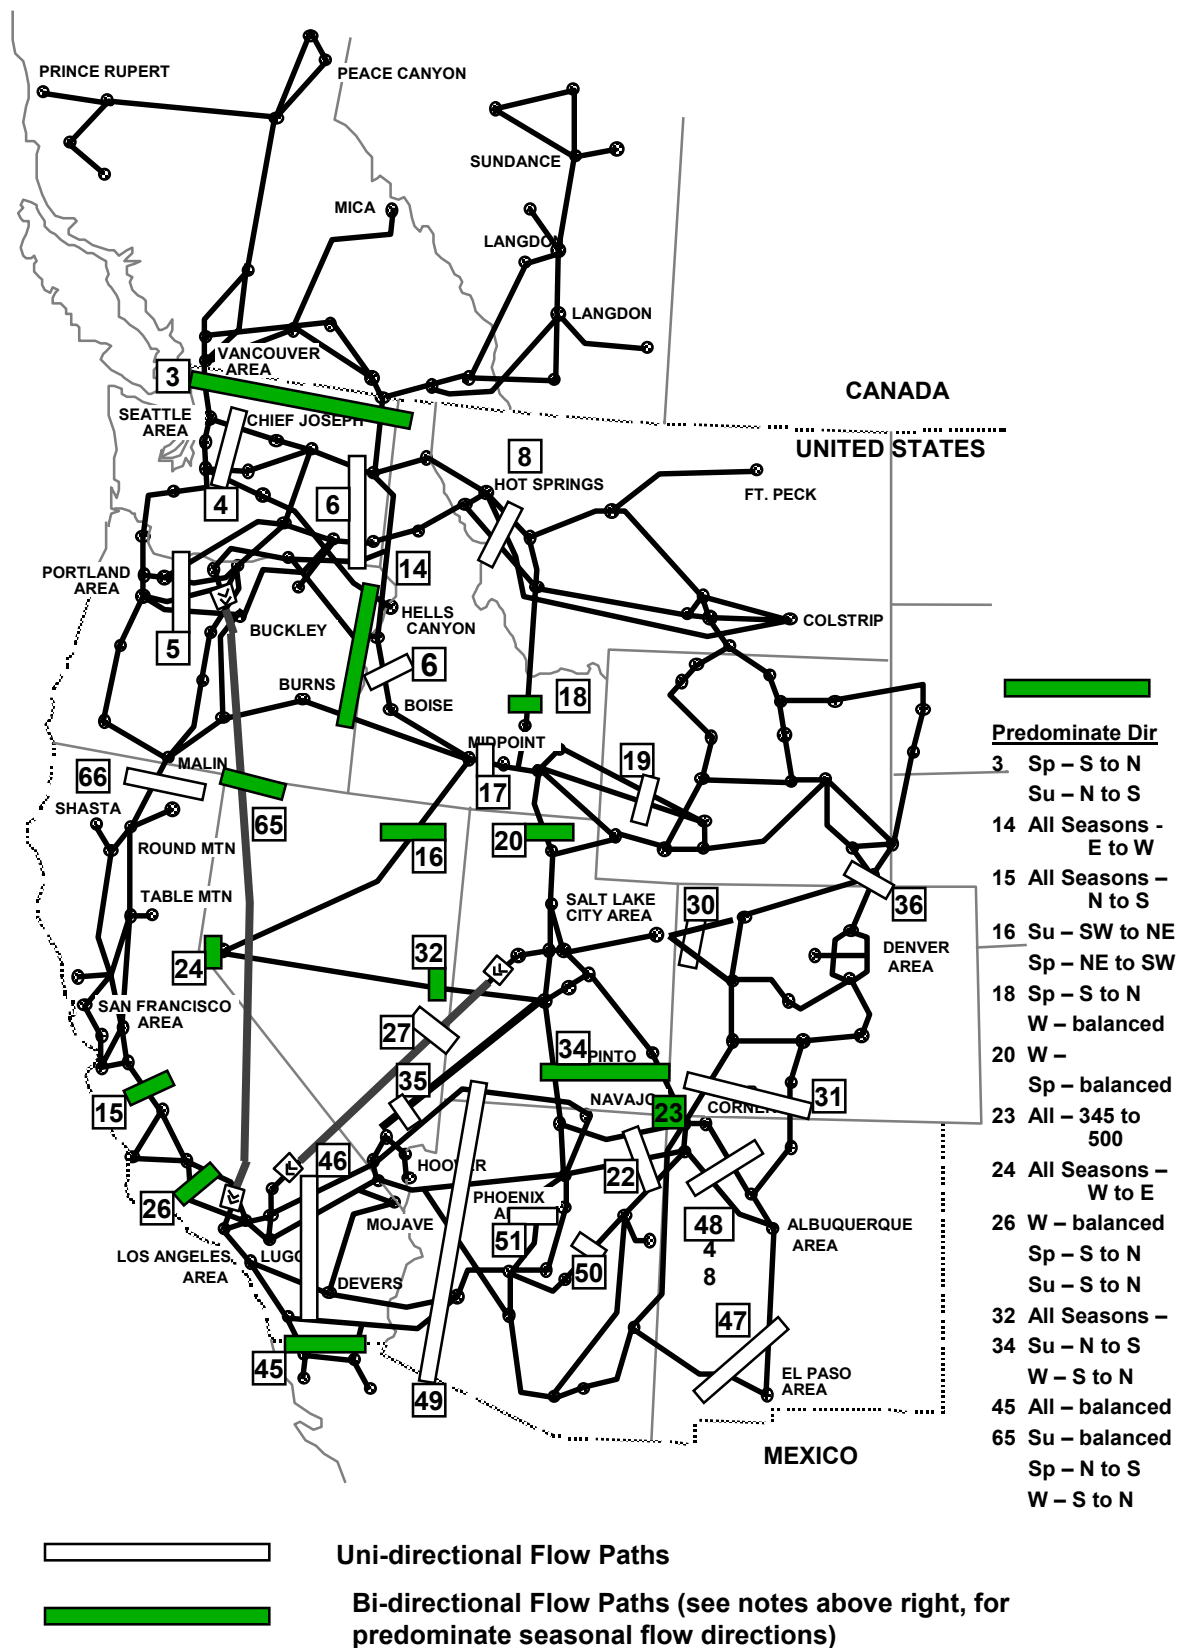 PRINCE RUPERT
PEACE CANYON
SUNDANCE
MICA
LANGDON
LANGDON
VANCOUVER
AREA
3
CANADA
SEATTLE
AREA
CHIEF JOSEPH
UNITED STATES
8
HOT SPRINGS
4
6
FT. PECK
14
PORTLAND
AREA
HELLS
CANYON
COLSTRIP
BUCKLEY
5
6
BURNS
18
BOISE
MIDPOINT
MALIN
66
17
19
SHASTA
65
16
20
ROUND MTN
TABLE MTN
SALT LAKE
CITY AREA
30
36
DENVER
AREA
24
32
SAN FRANCISCO
AREA
27
34
PINTO
35
15
NAVAJO
23
CORNER
31
46
HOOVER
22
PHOENIX
26
MOJAVE
51
48
4
8
ALBUQUERQUE
AREA
LOS ANGELES
AREA
LUGO
50
DEVERS
47
45
49
EL PASO
AREA
MEXICO
Predominate Dir
3 Sp – S to N
Su – N to S
14 All Seasons -
E to W
15 All Seasons –
N to S
16 Su – SW to NE
Sp – NE to SW
18 Sp – S to N
W – balanced
20 W –
Sp – balanced
23 All – 345 to
500
24 All Seasons –
W to E
26 W – balanced
Sp – S to N
Su – S to N
32 All Seasons –
34 Su – N to S
W – S to N
45 All – balanced
65 Su – balanced
Sp – N to S
W – S to N
Uni-directional Flow Paths
Bi-directional Flow Paths (see notes above right, for
predominate seasonal flow directions)